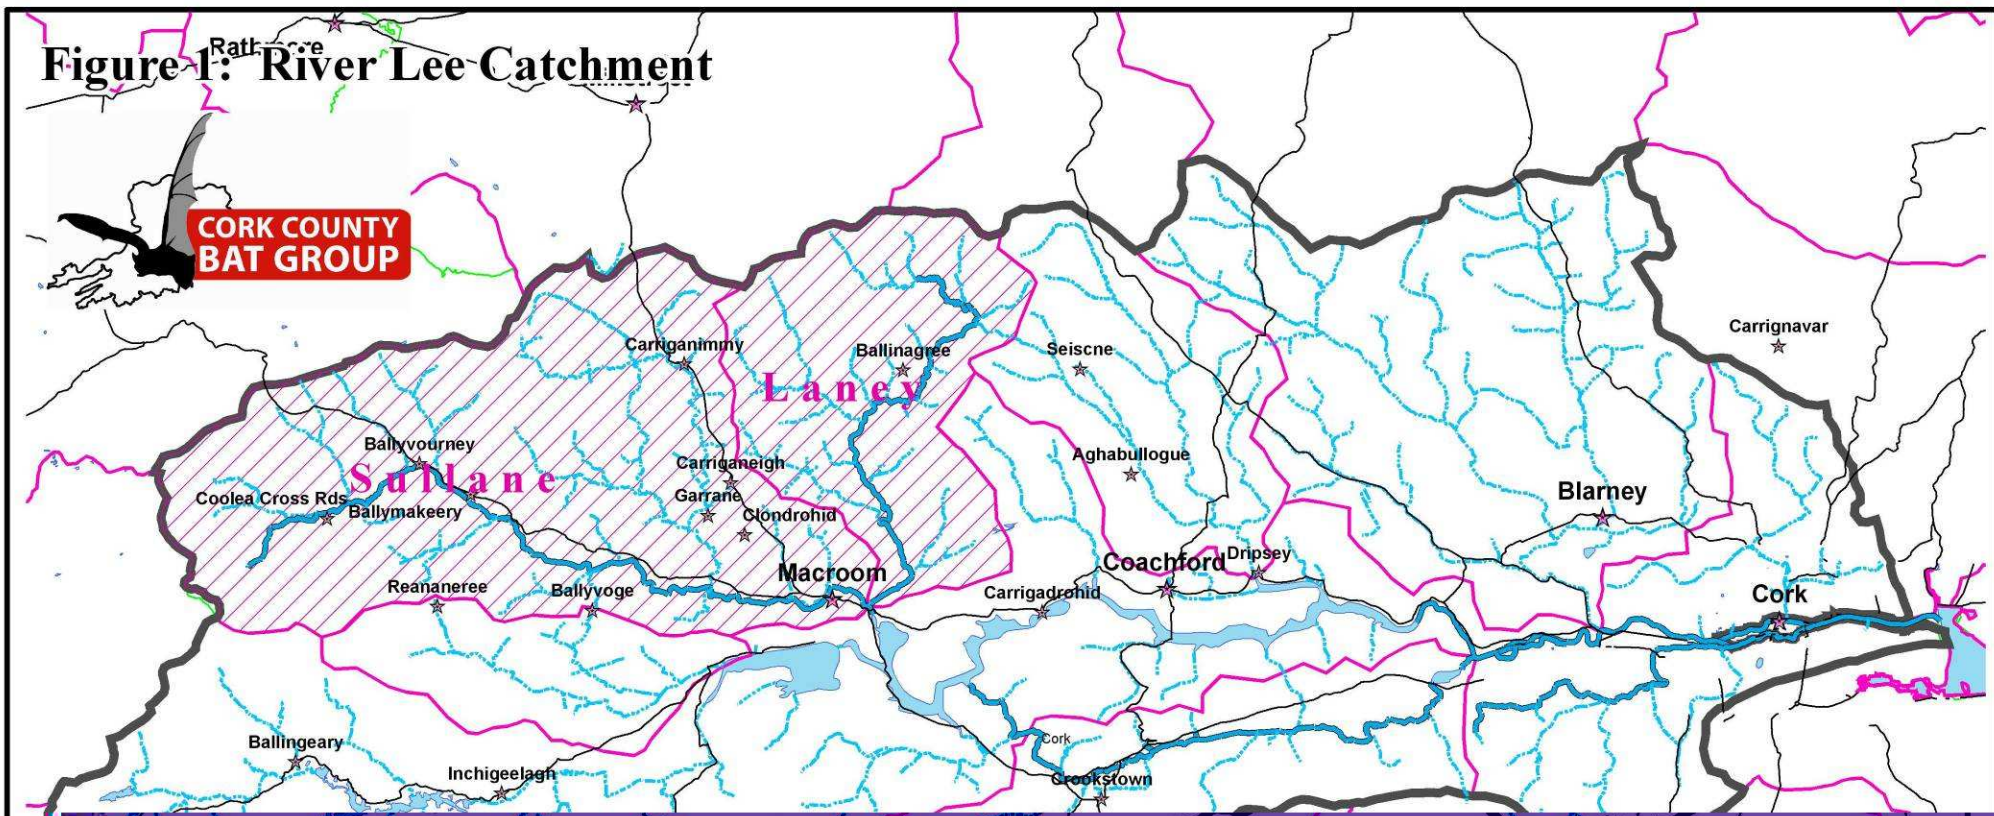 Rathmore
Figure 1: River Lee Catchment
CORK COUNTY
BAT GROUP
Carrignavar
Carriganimmy
Ballinagree
Seiscne
Laney
Ballyvourney
Sullane
Carriganeigh
Aghabullogue
Coolea Cross Rds
Ballymakeery
Garrane
Clondrohid
Blarney
Macroom
Coachford
Dripsey
Reananeree
Ballyvoge
Carrigadrohid
Cork
Ballingeary
Cork
Inchigeelagh
Crookstown